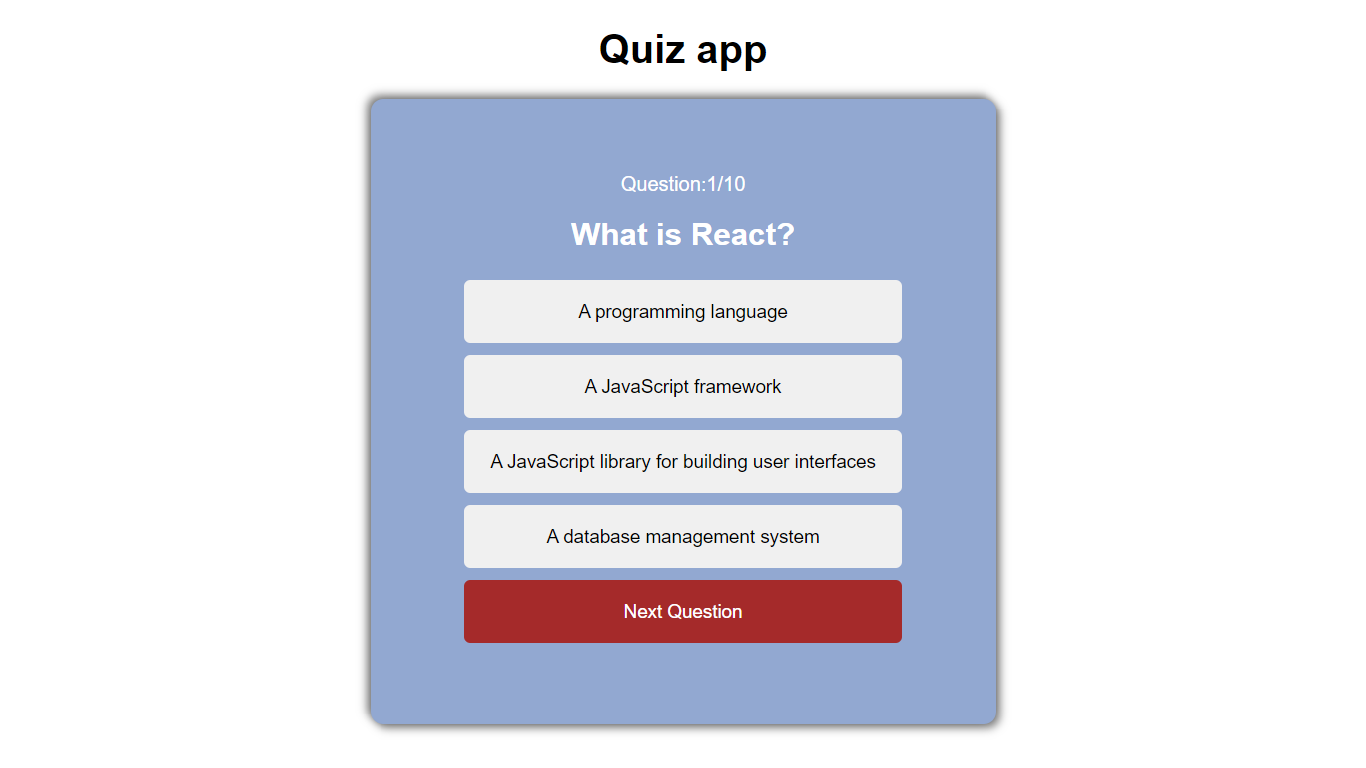 Quiz app
Question:1/10
What is React?
A programming language
A JavaScript framework
A JavaScript library for building user interfaces
A database management system
Next Question